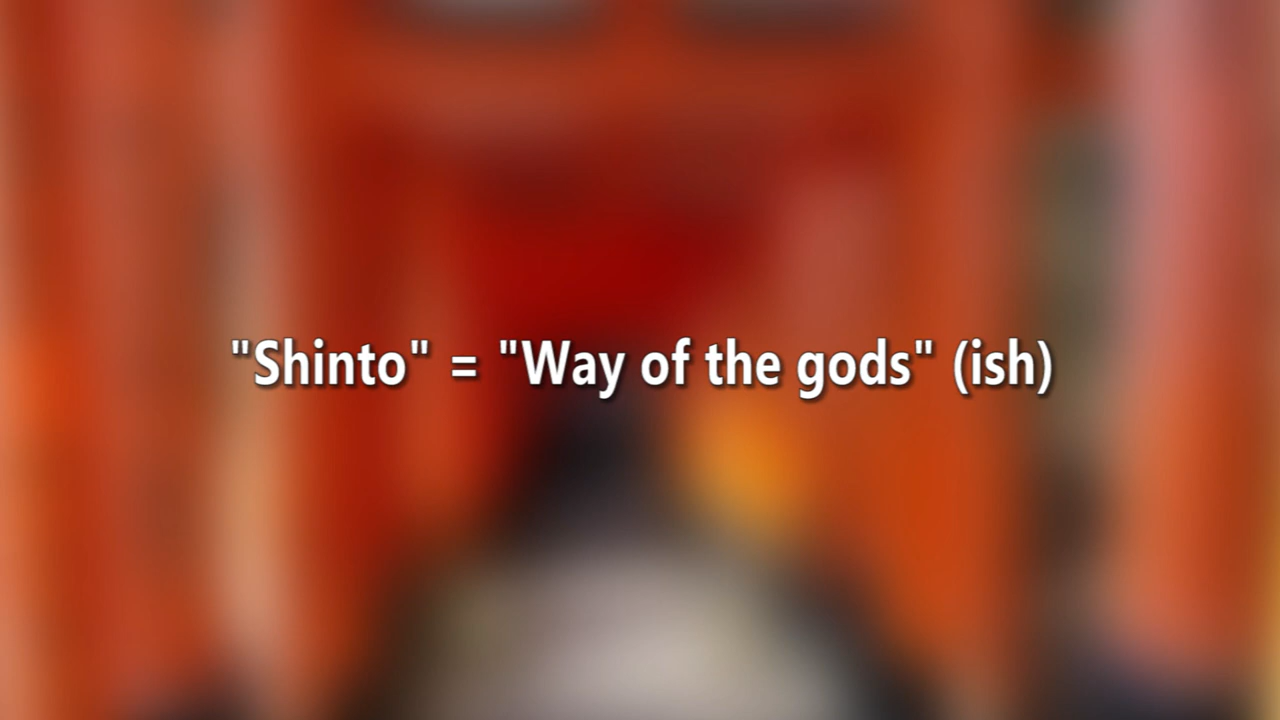 "Shinto" = "Way of the gods" (ish)